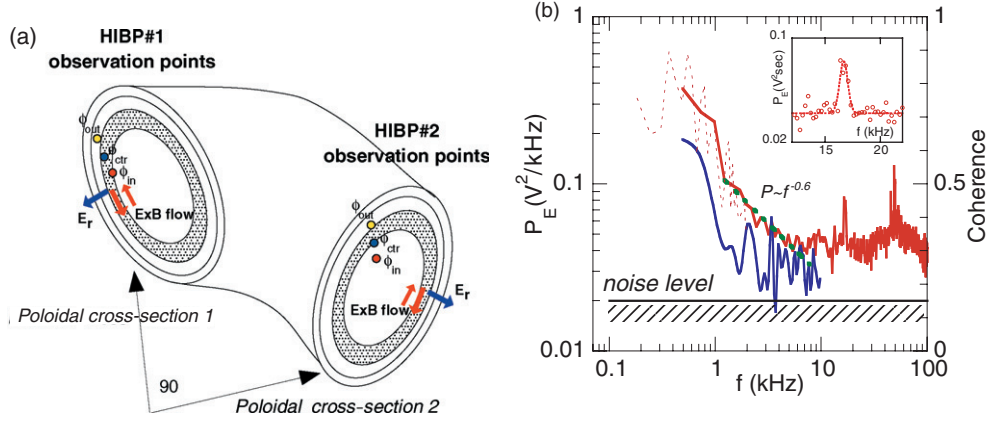 (a)
HIBP#1
observation points
ϕout
ϕctr
ϕin
Er
ExB flow
HIBP#2
observation points
ϕout
ϕctr
ϕin
Er
ExB flow
Poloidal cross-section 1
90
Poloidal cross-section 2
(b)
1
0.1
0.01
PE(V²/kHz)
0.1
0.02
PE(V²sec)
15
20
f (kHz)
P~f⁻⁰·⁶
noise level
1
0.5
0
Coherence
0.1
1
10
100
f (kHz)